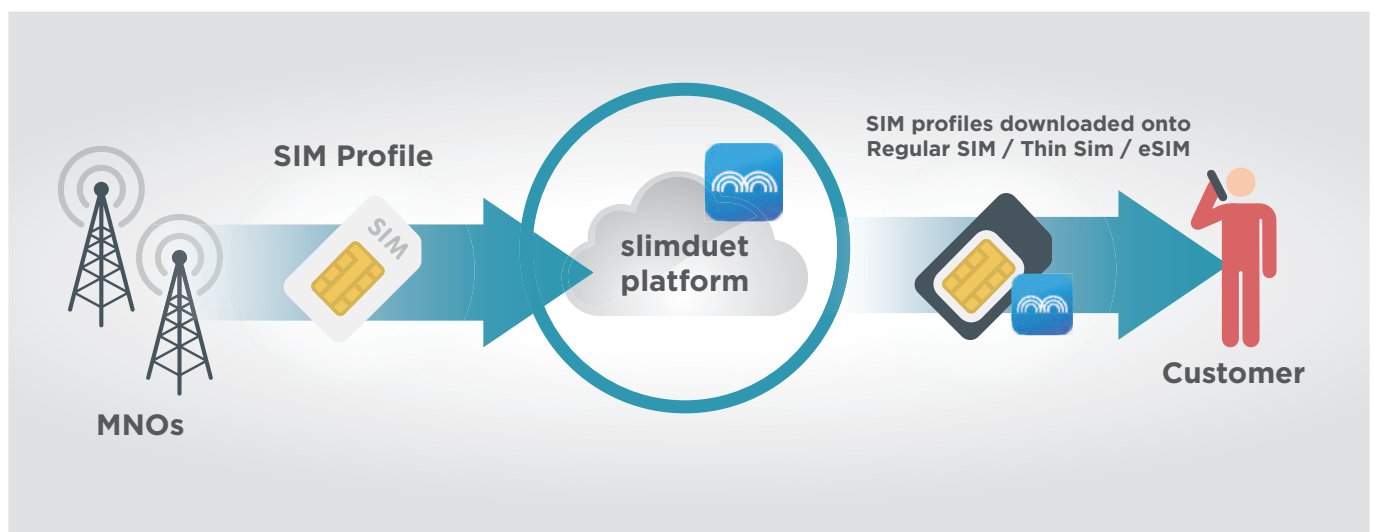 SIM Profile
SIM
MNOs
slimduet
platform
SIM profiles downloaded onto
Regular SIM / Thin Sim / eSIM
Customer